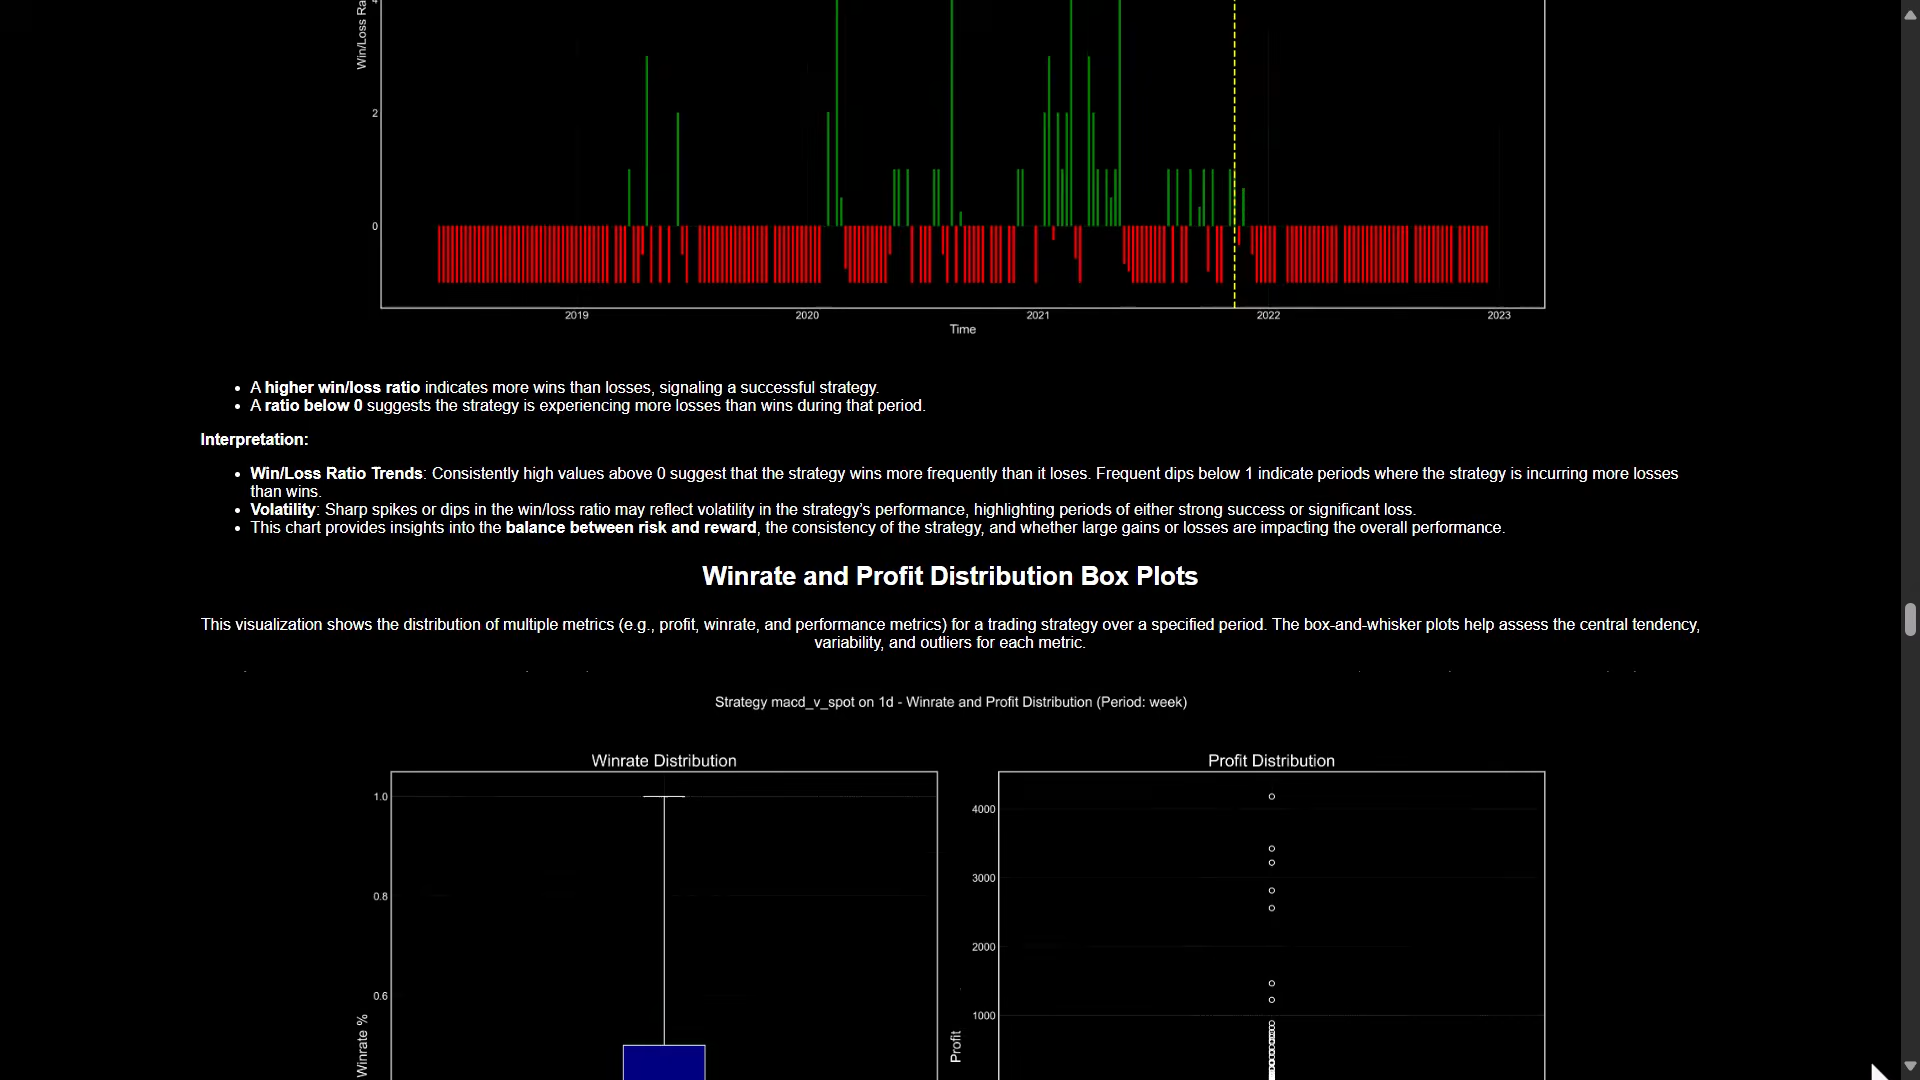 4
Win/Loss Ra
2
0
2019 2020 2021 2022 2023
Time
• A higher win/loss ratio indicates more wins than losses, signaling a successful strategy.
• A ratio below 0 suggests the strategy is experiencing more losses than wins during that period.
Interpretation:
• Win/Loss Ratio Trends: Consistently high values above 0 suggest that the strategy wins more frequently than it loses. Frequent dips below 1 indicate periods where the strategy is incurring more losses
than wins.
• Volatility: Sharp spikes or dips in the win/loss ratio may reflect volatility in the strategy’s performance, highlighting periods of either strong success or significant loss.
• This chart provides insights into the balance between risk and reward, the consistency of the strategy, and whether large gains or losses are impacting the overall performance.
Winrate and Profit Distribution Box Plots
This visualization shows the distribution of multiple metrics (e.g., profit, winrate, and performance metrics) for a trading strategy over a specified period. The box-and-whisker plots help assess the central tendency,
variability, and outliers for each metric.
Strategy macd_v_spot on 1d - Winrate and Profit Distribution (Period: week)
Winrate Distribution
1.0
0.8
0.6
Winrate %
Profit Distribution
4000
3000
2000
1000
Profit